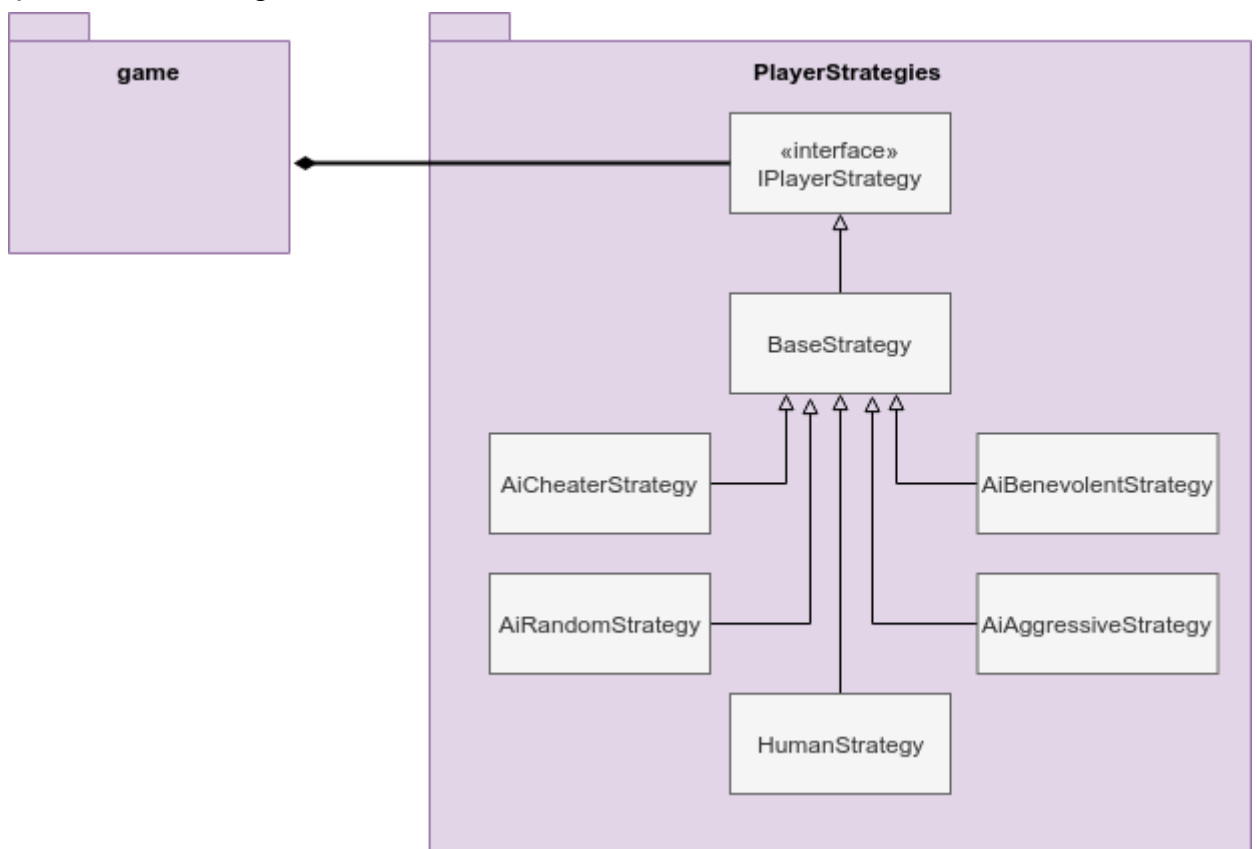 game
PlayerStrategies
«interface»
IPlayerStrategy
BaseStrategy
AiCheaterStrategy
AiBenevolentStrategy
AiRandomStrategy
AiAggressiveStrategy
HumanStrategy